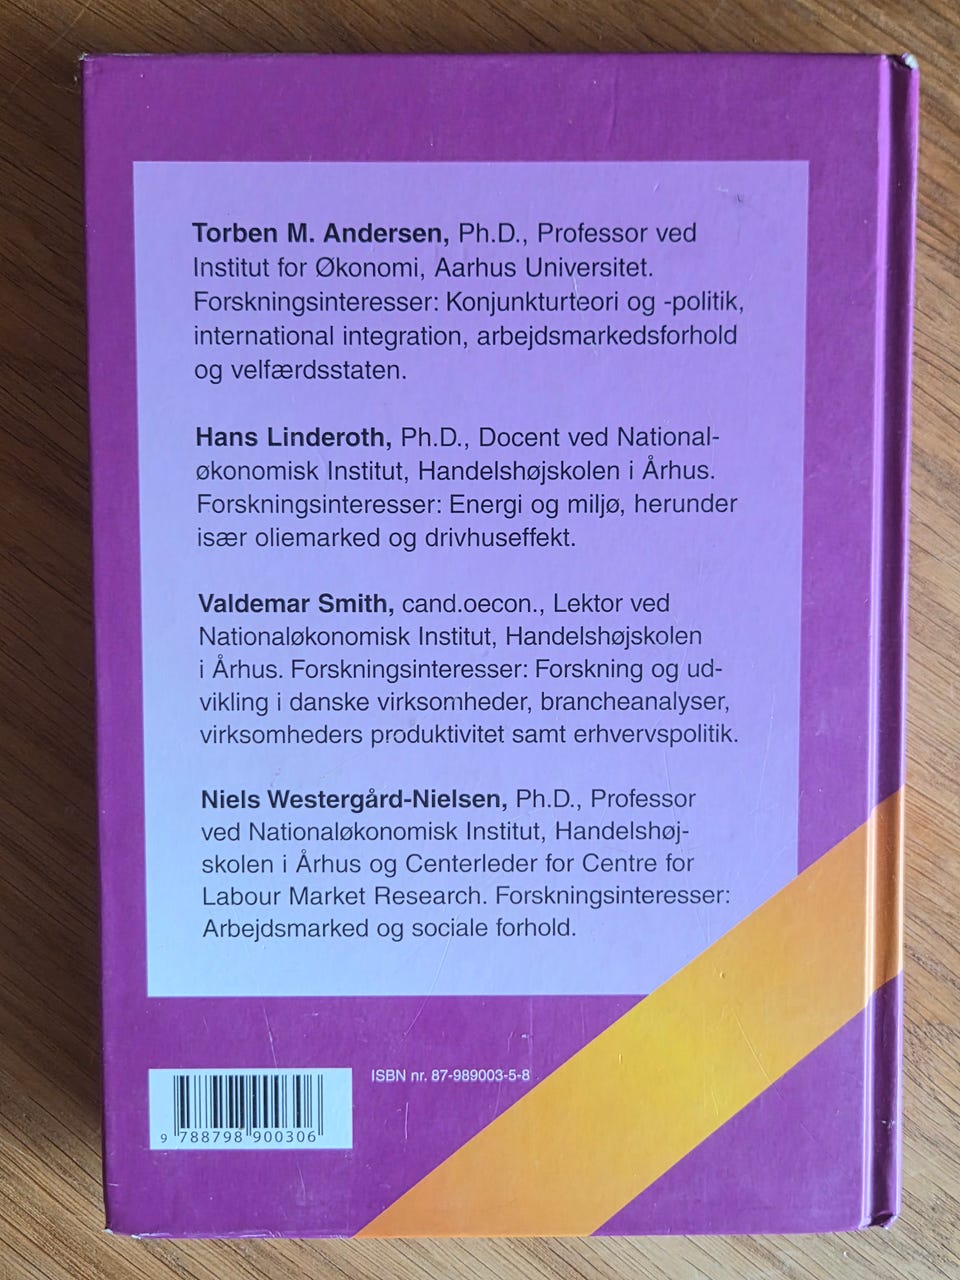 Torben M. Andersen, Ph.D., Professor ved
Institut for Økonomi, Aarhus Universitet.
Forskningsinteresser: Konjunkturteori og -politik,
international integration, arbejdsmarkedsforhold
og velfærdsstaten.
Hans Linderoth, Ph.D., Docent ved National-
økonomisk Institut, Handelshøjskolen i Århus.
Forskningsinteresser: Energi og miljø, herunder
især oliemarked og drivhuseffekt.
Valdemar Smith, cand.oecon., Lektor ved
Nationaløkonomisk Institut, Handelshøjskolen
i Århus. Forskningsinteresser: Forskning og ud-
vikling i danske virksomheder, brancheanalyser,
virksomheders produktivitet samt erhvervspolitik.
Niels Westergård-Nielsen, Ph.D., Professor
ved Nationaløkonomisk Institut, Handelshøj-
skolen i Århus og Centerleder for Centre for
Labour Market Research. Forskningsinteresser:
Arbejdsmarked og sociale forhold.
ISBN nr. 87-989003-5-8
9 788798 900306